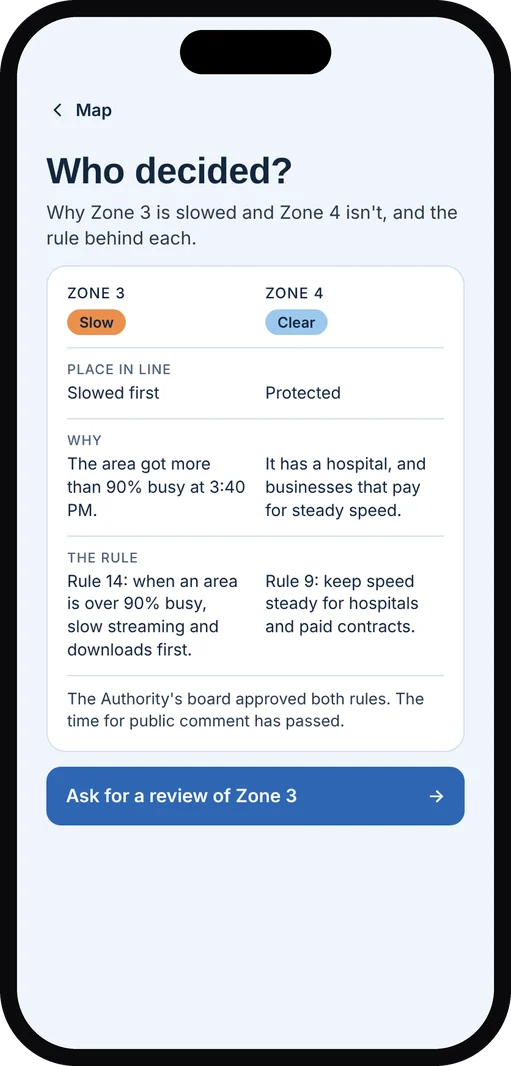 Map
Who decided?
Why Zone 3 is slowed and Zone 4 isn't, and the
rule behind each.
ZONE 3
Slow
ZONE 4
Clear
PLACE IN LINE
Slowed first
Protected
WHY
The area got more
than 90% busy at 3:40
PM.
It has a hospital, and
businesses that pay
for steady speed.
THE RULE
Rule 14: when an area
is over 90% busy,
slow streaming and
downloads first.
Rule 9: keep speed
steady for hospitals
and paid contracts.
The Authority's board approved both rules. The
time for public comment has passed.
Ask for a review of Zone 3